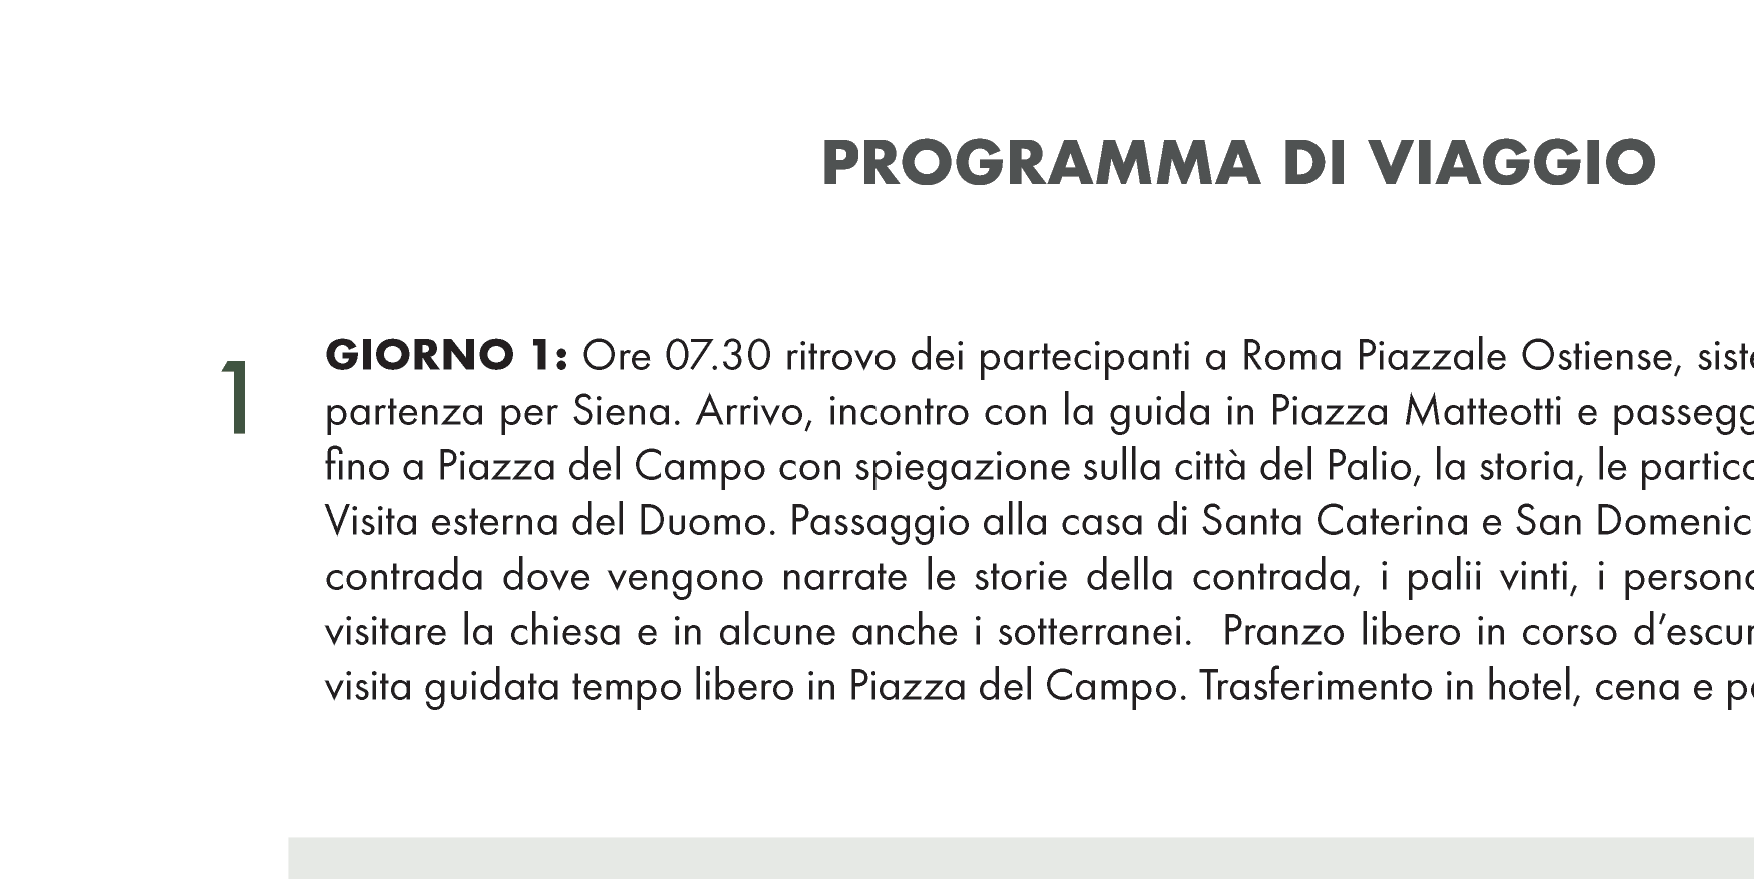 PROGRAMMA DI VIAGGIO
1
GIORNO 1: Ore 07.30 ritrovo dei partecipanti a Roma Piazzale Ostiense,
partenza per Siena. Arrivo, incontro con la guida in Piazza Matteotti e
fino a Piazza del Campo con spiegazione sulla città del Palio, la storia, le
Visita esterna del Duomo. Passaggio alla casa di Santa Caterina e San
contrada dove vengono narrate le storie della contrada, i palii vinti, i
visitare la chiesa e in alcune anche i sotterranei. Pranzo libero in corso
visita guidata tempo libero in Piazza del Campo. Trasferimento in hotel, cena e